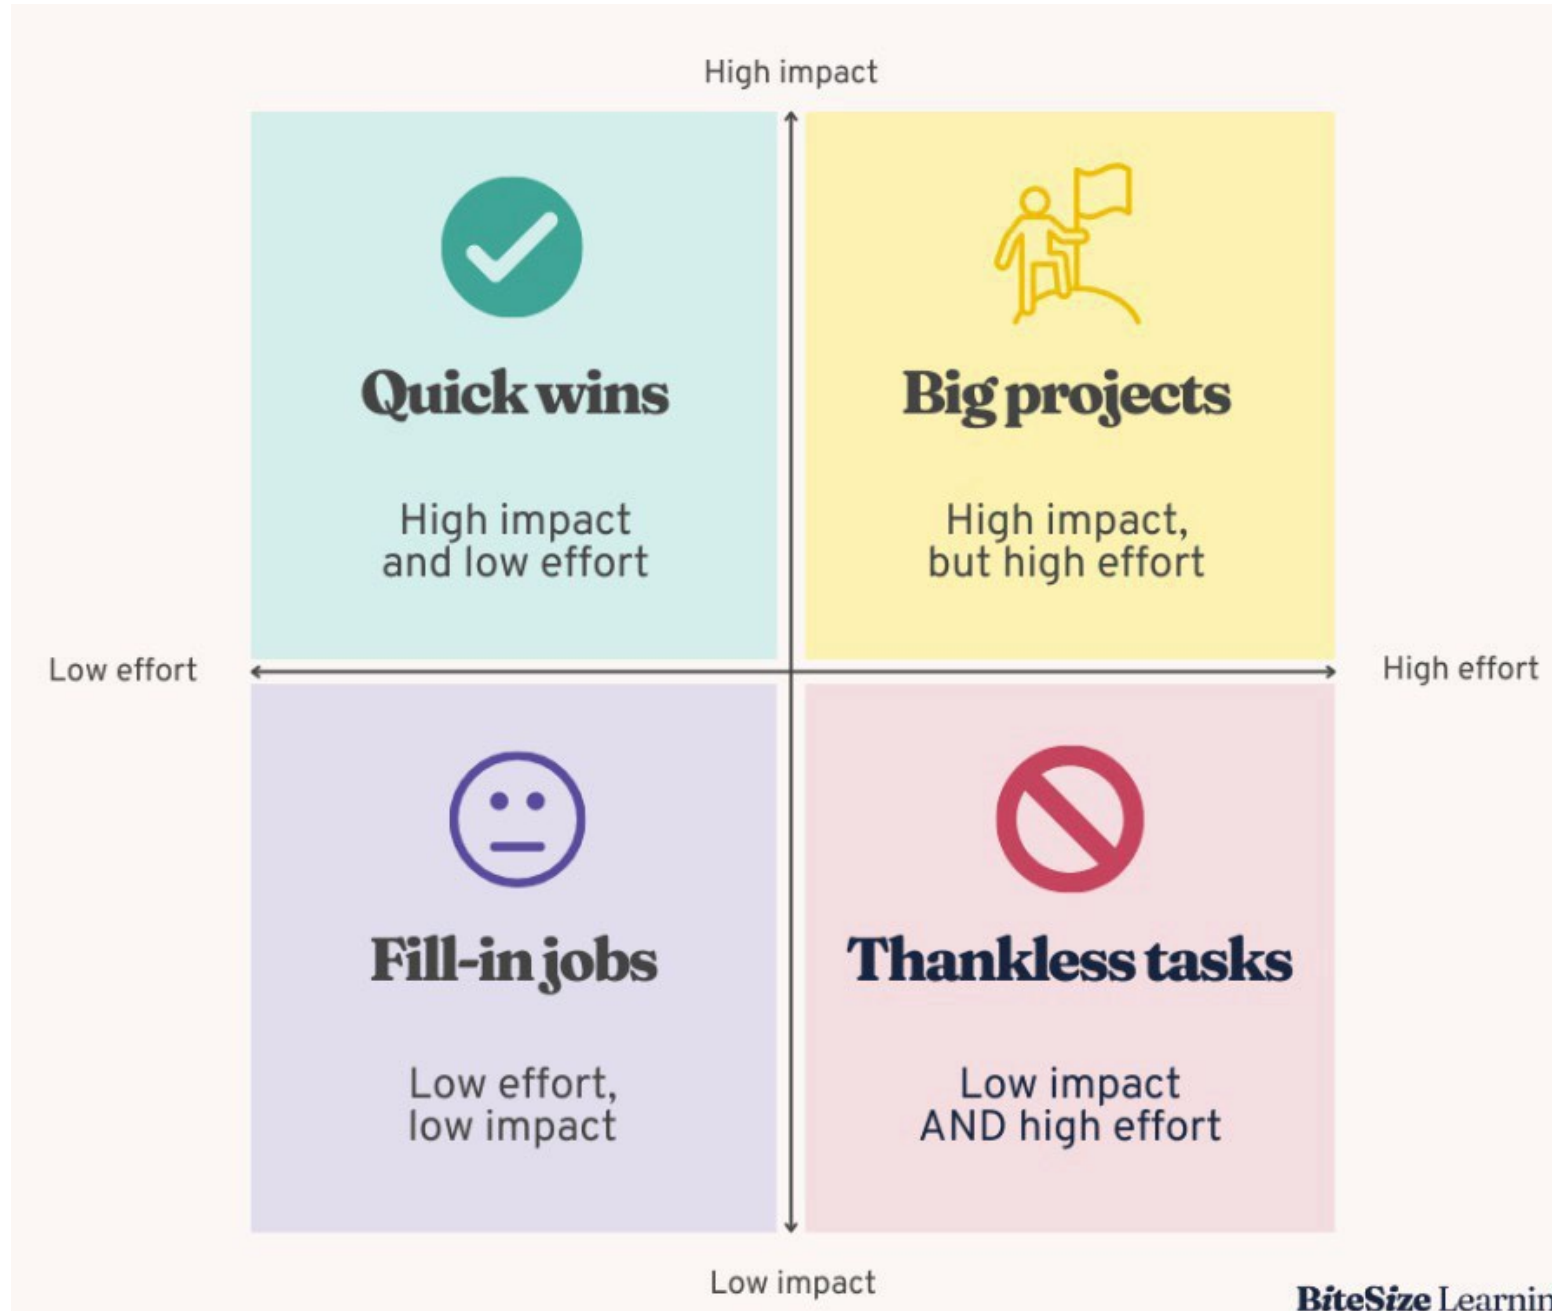 High impact
Quick wins
High impact
and low effort
Big projects
High impact,
but high effort
Low effort
High effort
Fill-in jobs
Low effort,
low impact
Thankless tasks
Low impact
AND high effort
Low impact
BiteSize Learnin